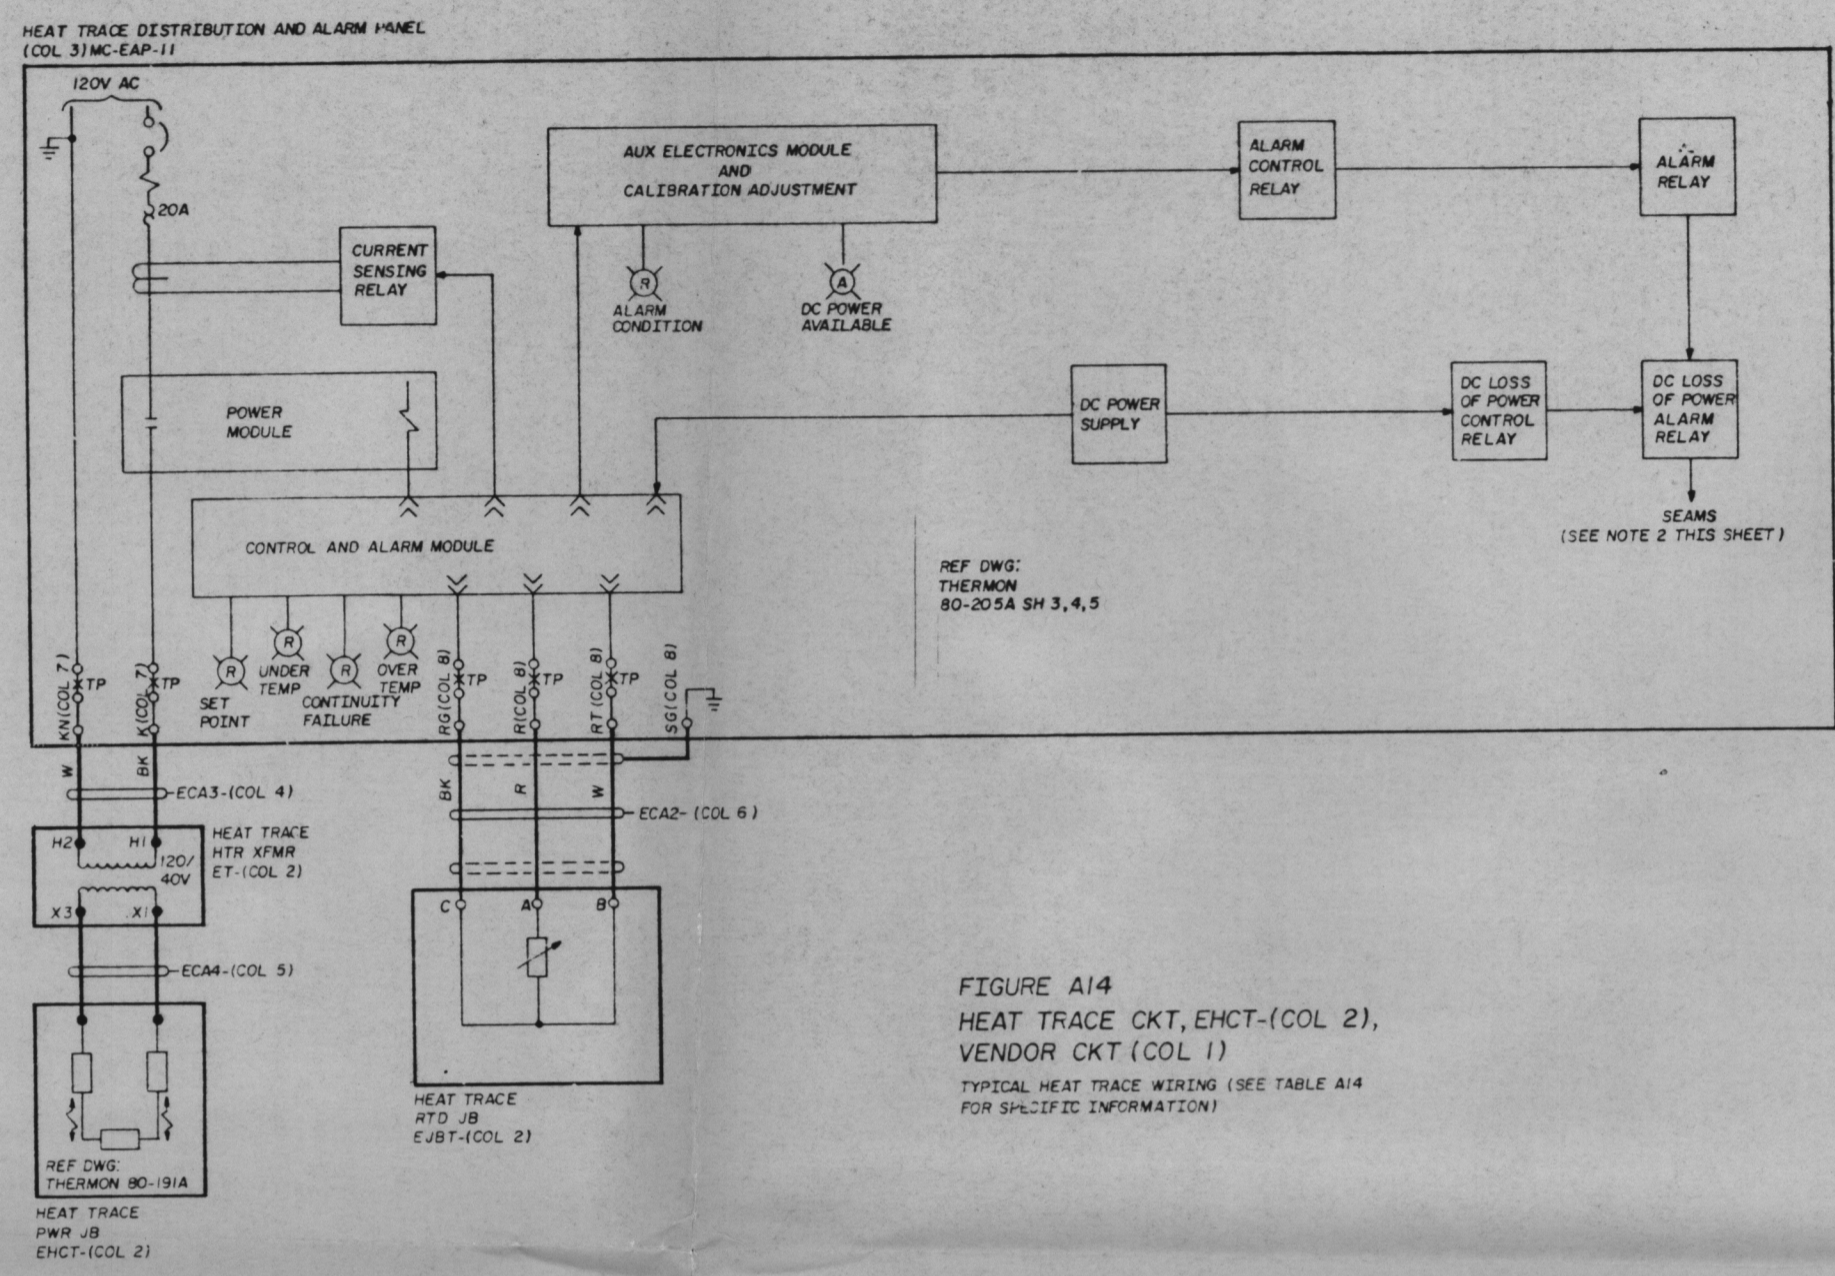 HEAT TRACE DISTRIBUTION AND ALARM PANEL
(COL 3)MC-EAP-11
120V AC
20A
CURRENT
SENSING
RELAY
AUX ELECTRONICS MODULE
AND
CALIBRATION ADJUSTMENT
R
ALARM
CONDITION
A
DC POWER
AVAILABLE
ALARM
CONTROL
RELAY
ALARM
RELAY
POWER
MODULE
DC POWER
SUPPLY
DC LOSS
OF POWER
CONTROL
RELAY
DC LOSS
OF POWER
ALARM
RELAY
SEAMS
(SEE NOTE 2 THIS SHEET)
CONTROL AND ALARM MODULE
REF DWG:
THERMON
80-205A SH 3,4,5
KN(COL 7)
TP
K(COL 7)
TP
R
SET
POINT
R
UNDER
TEMP
R
CONTINUITY
FAILURE
R
OVER
TEMP
RG(COL 8)
TP
R(COL 8)
TP
RT(COL 8)
TP
SG(COL 8)
W
BK
ECA3-(COL 4)
H2
H1
120/
40V
X3
X1
HEAT TRACE
HTR XFMR
ET-(COL 2)
ECA4-(COL 5)
REF DWG:
THERMON 80-191A
HEAT TRACE
PWR JB
EHCT-(COL 2)
BK
R
W
ECA2-(COL 6)
C
A
B
HEAT TRACE
RTD JB
EJBT-(COL 2)
FIGURE A14
HEAT TRACE CKT, EHCT-(COL 2),
VENDOR CKT (COL 1)
TYPICAL HEAT TRACE WIRING (SEE TABLE A14
FOR SPECIFIC INFORMATION)